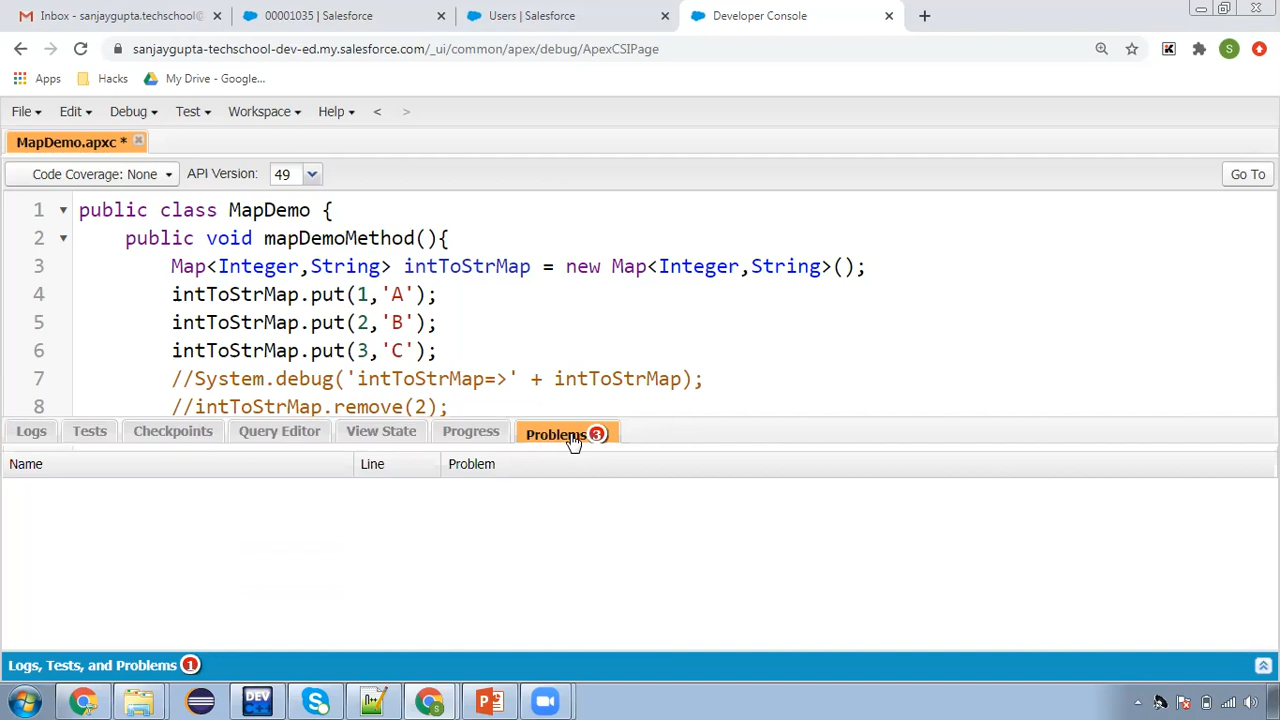 Inbox - sanjaygupta.techschool@
00001035 | Salesforce
Users | Salesforce
Developer Console
sanjaygupta-techschool-dev-ed.my.salesforce.com/_ui/common/apex/debug/ApexCSIPage
S
Apps
Hacks
My Drive - Google...
File
Edit
Debug
Test
Workspace
Help
<
>
MapDemo.apxc *
Code Coverage: None
API Version:
49
Go To
1 public class MapDemo {
2 public void mapDemoMethod(){
3 Map<Integer,String> intToStrMap = new Map<Integer,String>();
4 intToStrMap.put(1,'A');
5 intToStrMap.put(2,'B');
6 intToStrMap.put(3,'C');
7 //System.debug('intToStrMap=>' + intToStrMap);
8 //intToStrMap.remove(2);
Logs
Tests
Checkpoints
Query Editor
View State
Progress
Problems 3
Name
Line
Problem
Logs, Tests, and Problems 1
DEV
C++